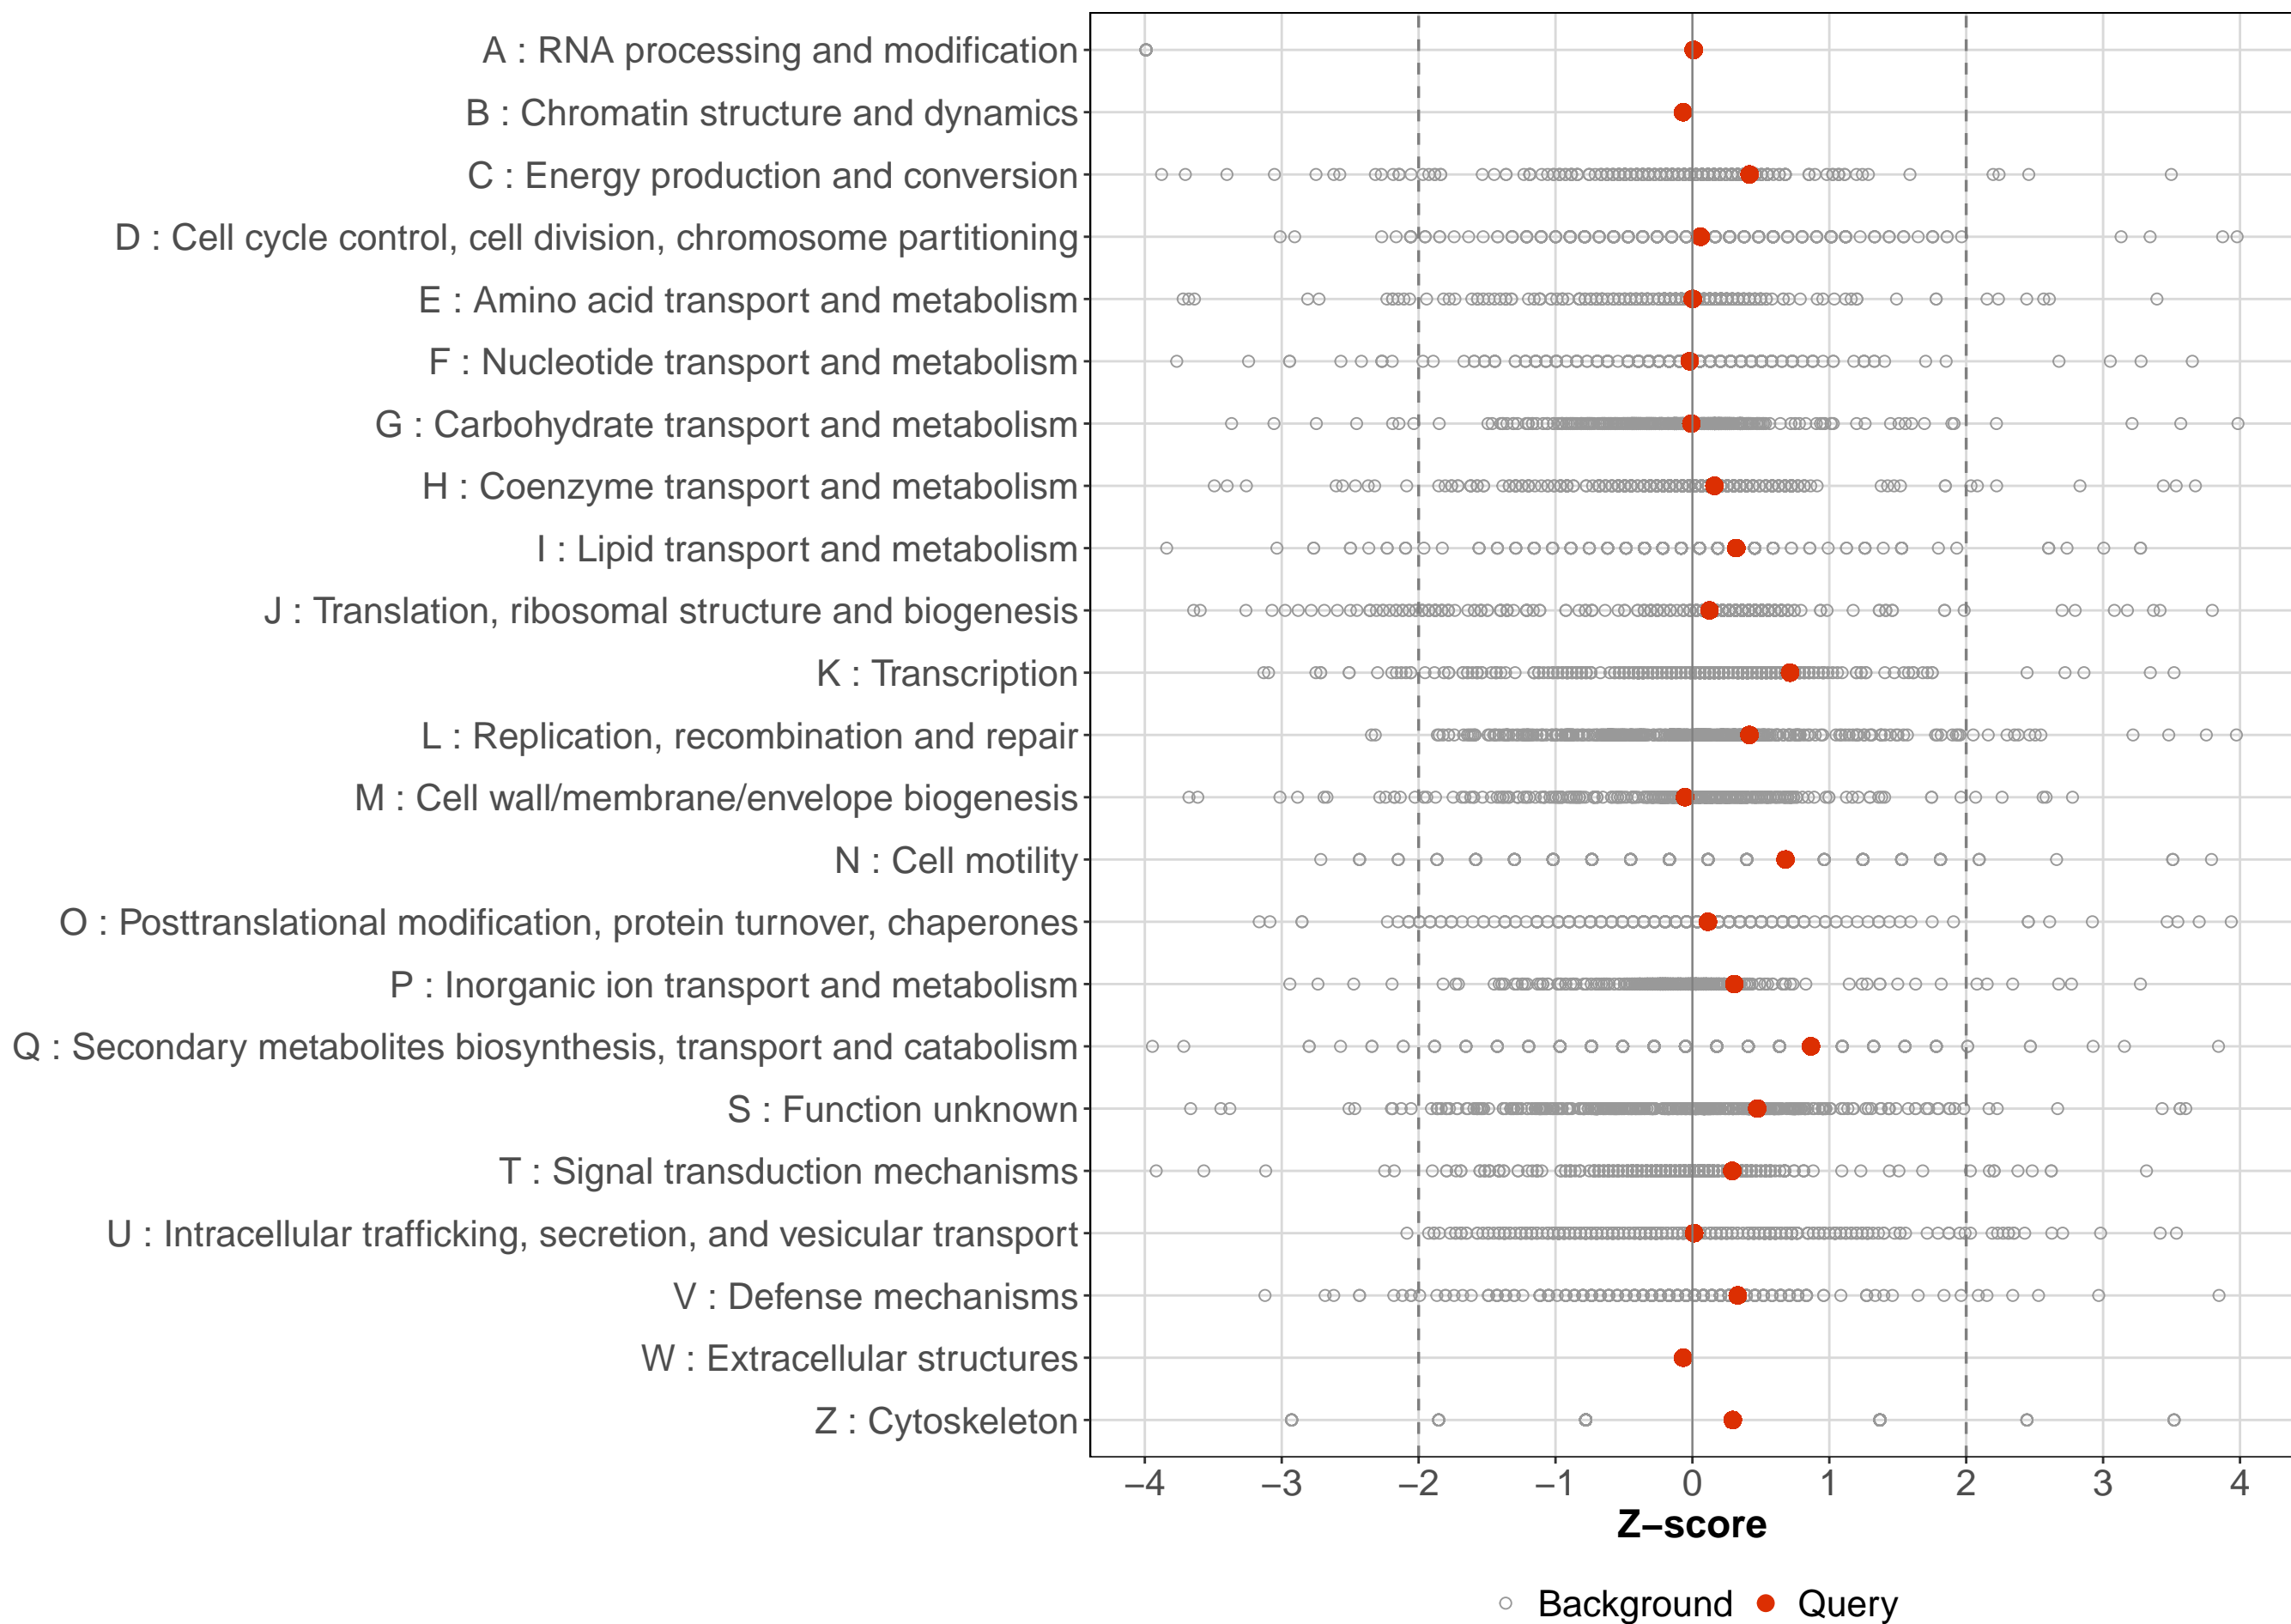 A : RNA processing and modification
B : Chromatin structure and dynamics
C : Energy production and conversion
D : Cell cycle control, cell division, chromosome partitioning
E : Amino acid transport and metabolism
F : Nucleotide transport and metabolism
G : Carbohydrate transport and metabolism
H : Coenzyme transport and metabolism
I : Lipid transport and metabolism
J : Translation, ribosomal structure and biogenesis
K : Transcription
L : Replication, recombination and repair
M : Cell wall/membrane/envelope biogenesis
N : Cell motility
O : Posttranslational modification, protein turnover, chaperones
P : Inorganic ion transport and metabolism
Q : Secondary metabolites biosynthesis, transport and catabolism
S : Function unknown
T : Signal transduction mechanisms
U : Intracellular trafficking, secretion, and vesicular transport
V : Defense mechanisms
W : Extracellular structures
Z : Cytoskeleton
−4 −3 −2 −1 0 1 2 3 4
Z−score
Background Query